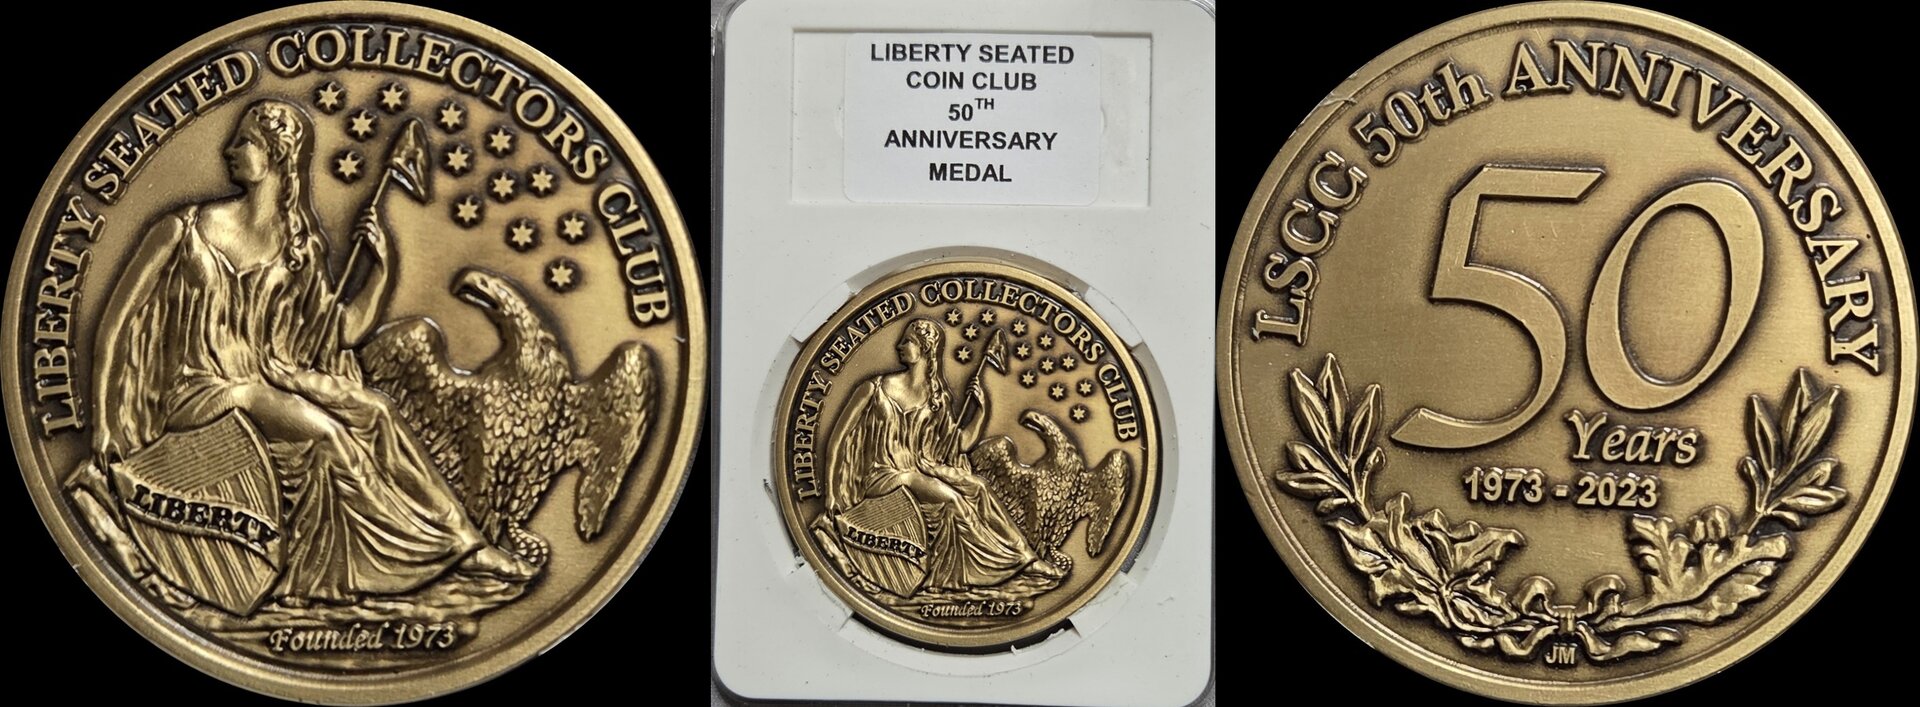 LIBERTY SEATED COLLECTORS CLUB
LIBERTY
Founded 1973
LIBERTY SEATED
COIN CLUB
50TH
ANNIVERSARY
MEDAL
LIBERTY SEATED COLLECTORS CLUB
LIBERTY
Founded 1973
LSCC 50th ANNIVERSARY
50
Years
1973 - 2023
JM